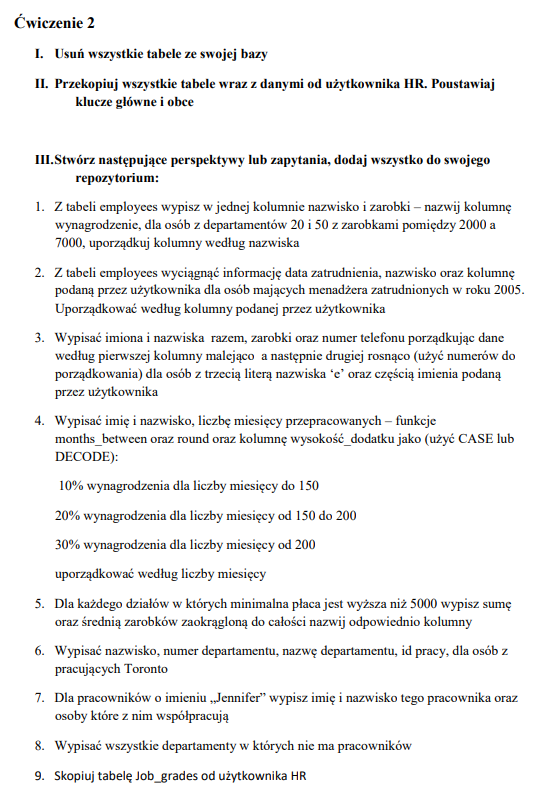 Ćwiczenie 2
I. Usuń wszystkie tabele ze swojej bazy
II. Przekopiuj wszystkie tabele wraz z danymi od użytkownika HR. Poustawiaj
klucze główne i obce
III.Stwórz następujące perspektywy lub zapytania, dodaj wszystko do swojego
repozytorium:
1. Z tabeli employees wypisz w jednej kolumnie nazwisko i zarobki – nazwij kolumnę
wynagrodzenie, dla osób z departamentów 20 i 50 z zarobkami pomiędzy 2000 a
7000, uporządkuj kolumny według nazwiska
2. Z tabeli employees wyciągnąć informację data zatrudnienia, nazwisko oraz kolumnę
podaną przez użytkownika dla osób mających menadżera zatrudnionych w roku 2005.
Uporządkować według kolumny podanej przez użytkownika
3. Wypisać imiona i nazwiska razem, zarobki oraz numer telefonu porządkując dane
według pierwszej kolumny malejąco a następnie drugiej rosnąco (użyć numerów do
porządkowania) dla osób z trzecią literą nazwiska ‘e’ oraz częścią imienia podaną
przez użytkownika
4. Wypisać imię i nazwisko, liczbę miesięcy przepracowanych – funkcje
months_between oraz round oraz kolumnę wysokość_dodatku jako (użyć CASE lub
DECODE):
10% wynagrodzenia dla liczby miesięcy do 150
20% wynagrodzenia dla liczby miesięcy od 150 do 200
30% wynagrodzenia dla liczby miesięcy od 200
uporządkować według liczby miesięcy
5. Dla każdego działów w których minimalna płaca jest wyższa niż 5000 wypisz sumę
oraz średnią zarobków zaokrągloną do całości nazwij odpowiednio kolumny
6. Wypisać nazwisko, numer departamentu, nazwę departamentu, id pracy, dla osób z
pracujących Toronto
7. Dla pracowników o imieniu „Jennifer” wypisz imię i nazwisko tego pracownika oraz
osoby które z nim współpracują
8. Wypisać wszystkie departamenty w których nie ma pracowników
9. Skopiuj tabelę Job_grades od użytkownika HR